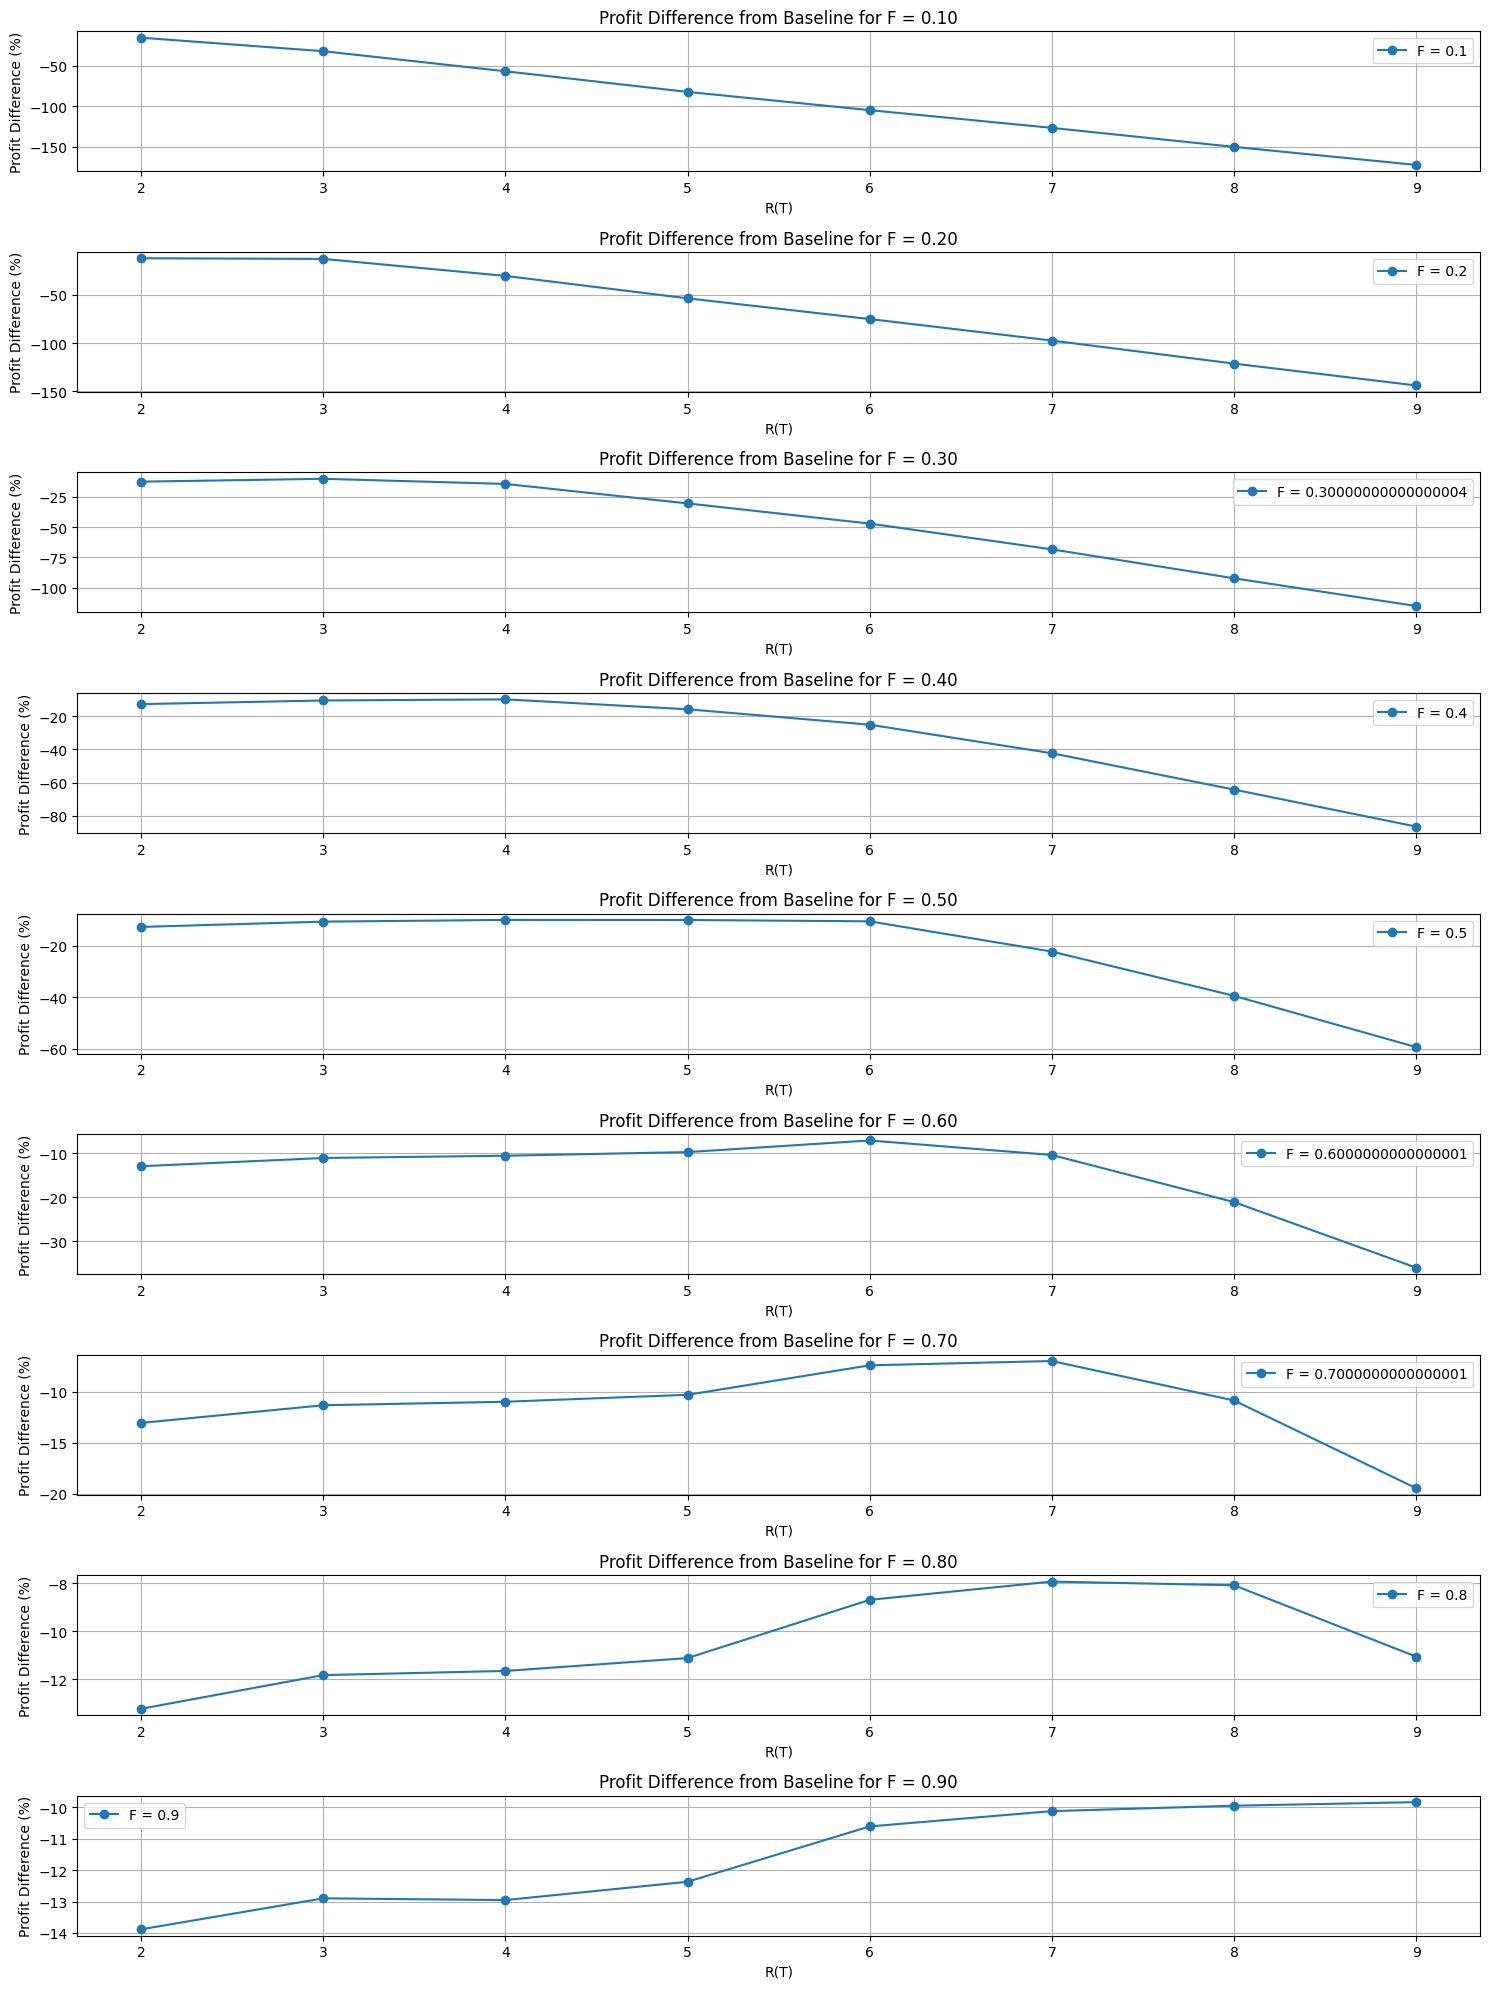 Profit Difference from Baseline for F = 0.10
Profit Difference (%)
−50
−100
−150
F = 0.1
2 3 4 5 6 7 8 9
R(T)
Profit Difference from Baseline for F = 0.20
Profit Difference (%)
−50
−100
−150
F = 0.2
2 3 4 5 6 7 8 9
R(T)
Profit Difference from Baseline for F = 0.30
Profit Difference (%)
−25
−50
−75
−100
F = 0.30000000000000004
2 3 4 5 6 7 8 9
R(T)
Profit Difference from Baseline for F = 0.40
Profit Difference (%)
−20
−40
−60
−80
F = 0.4
2 3 4 5 6 7 8 9
R(T)
Profit Difference from Baseline for F = 0.50
Profit Difference (%)
−20
−40
−60
F = 0.5
2 3 4 5 6 7 8 9
R(T)
Profit Difference from Baseline for F = 0.60
Profit Difference (%)
−10
−20
−30
F = 0.6000000000000001
2 3 4 5 6 7 8 9
R(T)
Profit Difference from Baseline for F = 0.70
Profit Difference (%)
−10
−15
−20
F = 0.7000000000000001
2 3 4 5 6 7 8 9
R(T)
Profit Difference from Baseline for F = 0.80
Profit Difference (%)
−8
−10
−12
F = 0.8
2 3 4 5 6 7 8 9
R(T)
Profit Difference from Baseline for F = 0.90
Profit Difference (%)
−10
−11
−12
−13
−14
F = 0.9
2 3 4 5 6 7 8 9
R(T)